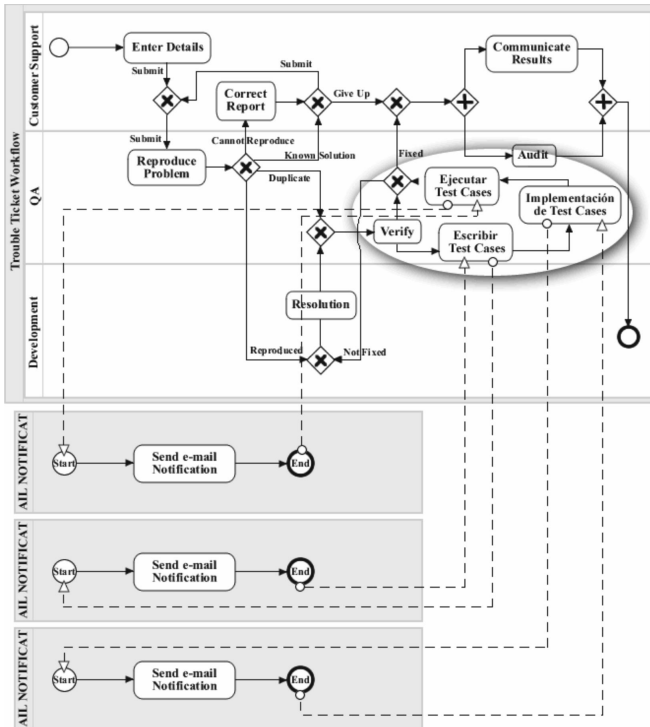 Trouble Ticket Workflow
Customer Support
Enter Details
Submit
Submit
Communicate
Results
Correct
Report
Give Up
Submit
Cannot Reproduce
QA
Reproduce
Problem
Known Solution
Duplicate
Fixed
Audit
Ejecutar
Test Cases
Implementación
de Test Cases
Verify
Escribir
Test Cases
Development
Resolution
Reproduced
Not Fixed
AIL NOTIFICAT
Start
Send e-mail
Notification
End
AIL NOTIFICAT
Start
Send e-mail
Notification
End
AIL NOTIFICAT
Start
Send e-mail
Notification
End